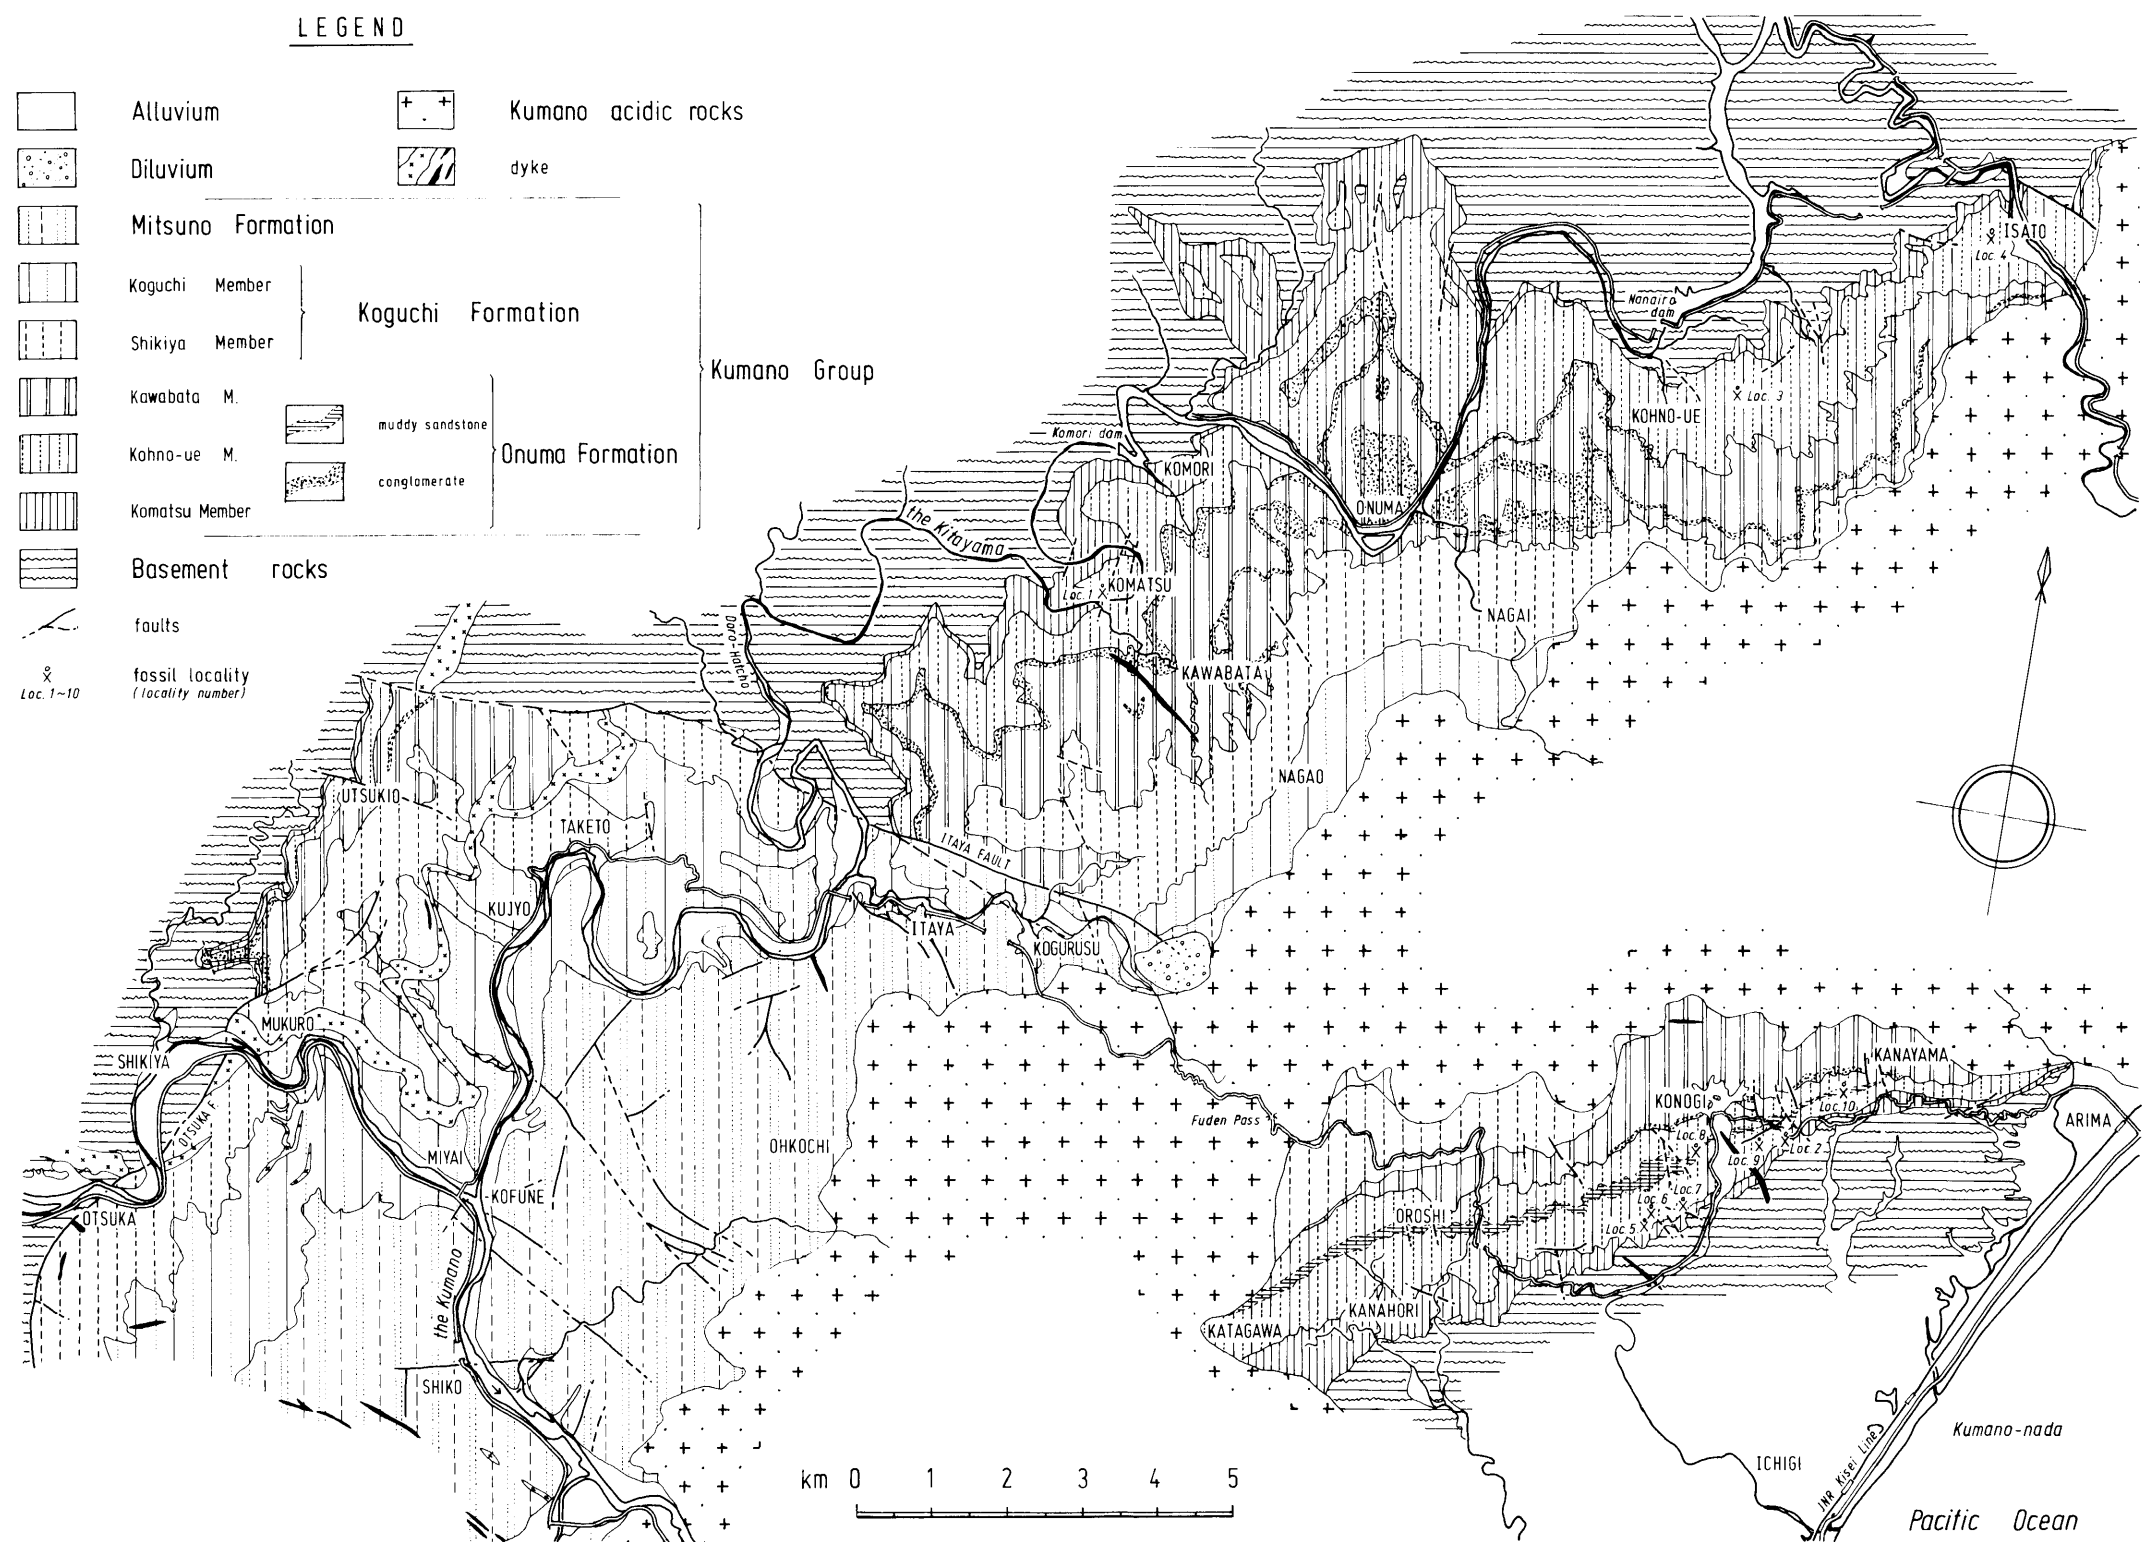 LEGEND
Alluvium
Kumano acidic rocks
Diluvium
dyke
Mitsuno Formation
Koguchi Member
Koguchi Formation
Shikiya Member
Kumano Group
Kawabata M.
muddy sandstone
Kohno-ue M.
Onuma Formation
conglomerate
Komatsu Member
Basement rocks
faults
fossil locality
Loc. 1~10
(locality number)
ISATO
Loc. 4
Nanairo
dam
Loc. 3
KOHNO-UE
Komori dam
KOMORI
ONUMA
the Kitayama
Loc. 1
KOMATSU
NAGAI
Doro-Hatcho
KAWABATA
NAGAO
UTSUKIO
TAKETO
ITAYA FAULT
KUJYO
ITAYA
KOGURUSU
MUKURO
SHIKIYA
KANAYAMA
OTSUKA F.
Fuden Pass
KONOGI
Loc. 10
ARIMA
MIYAI
OHKOCHI
Loc. 8
Loc. 9
Loc. 2
KOFUNE
Loc. 7
Loc. 6
OTSUKA
OROSHI
Loc. 5
the Kumano
KANAHORI
KATAGAWA
SHIKO
Kumano-nada
ICHIGI
JNR Kisei Line
km 0 1 2 3 4 5
Pacific Ocean